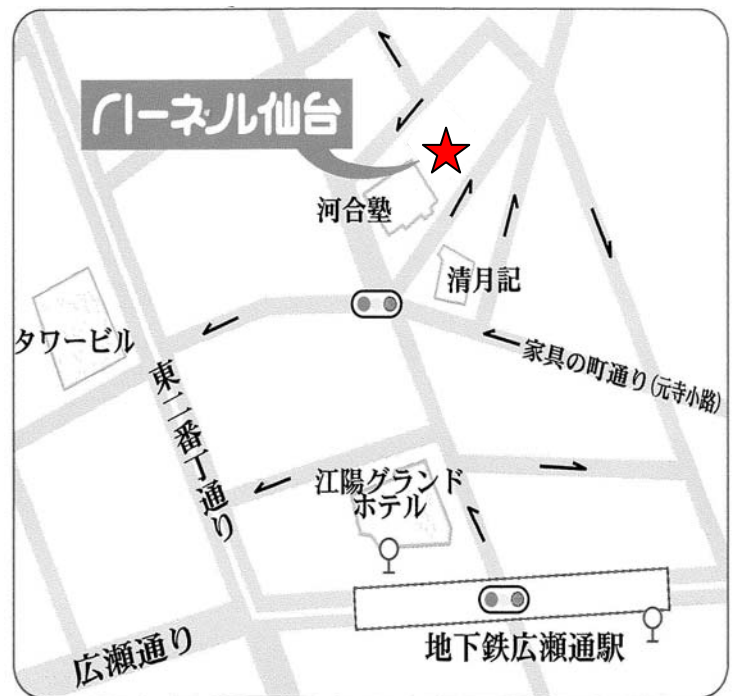 ハーネル仙台
河合塾
清月記
タワービル
家具の町通り(元寺小路)
東二番丁通り
江陽グランド
ホテル
地下鉄広瀬通駅
広瀬通り